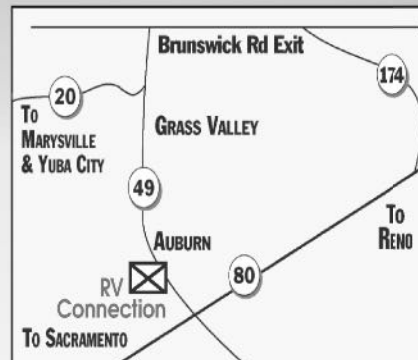 Brunswick Rd Exit
174
20
To
Marysville
& Yuba City
Grass Valley
49
To
Reno
Auburn
80
RV
Connection
To Sacramento